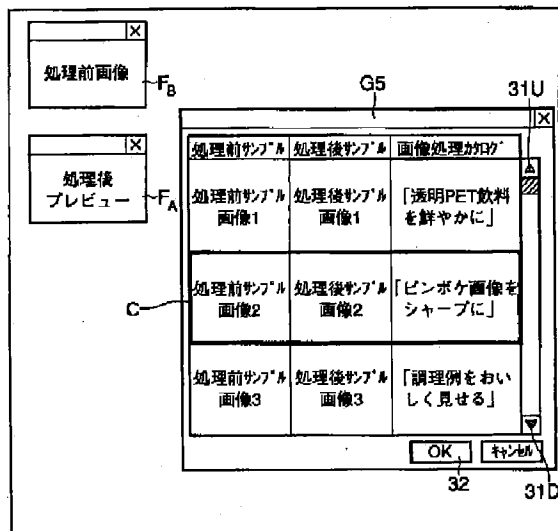 処理前画像
F_B
処理後
プレビュー
F_A
G5
31U
処理前ｻﾝﾌﾟﾙ 処理後ｻﾝﾌﾟﾙ 画像処理ｶﾀﾛｸﾞ
処理前ｻﾝﾌﾟﾙ
画像1
処理後ｻﾝﾌﾟﾙ
画像1
「透明PET飲料
を鮮やかに」
C
処理前ｻﾝﾌﾟﾙ
画像2
処理後ｻﾝﾌﾟﾙ
画像2
「ピンボケ画像を
シャープに」
処理前ｻﾝﾌﾟﾙ
画像3
処理後ｻﾝﾌﾟﾙ
画像3
「調理例をおい
しく見せる」
OK
ｷｬﾝｾﾙ
32
31D